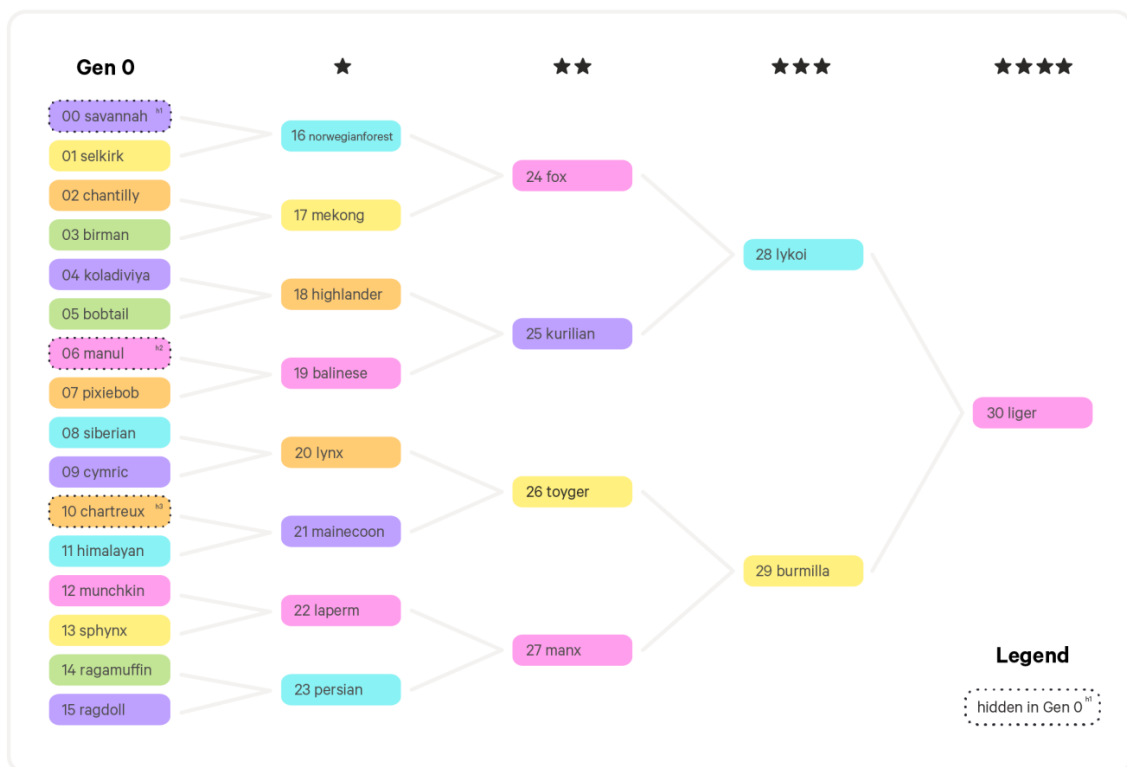 Gen 0
★
★★
★★★
★★★★
00 savannah h1
01 selkirk
02 chantilly
03 birman
04 koladiviya
05 bobtail
06 manul h2
07 pixiebob
08 siberian
09 cymric
10 chartreux h3
11 himalayan
12 munchkin
13 sphynx
14 ragamuffin
15 ragdoll
16 norwegianforest
17 mekong
18 highlander
19 balinese
20 lynx
21 mainecoon
22 laperm
23 persian
24 fox
25 kurilian
26 toyger
27 manx
28 lykoi
29 burmilla
30 liger
Legend
hidden in Gen 0 h1